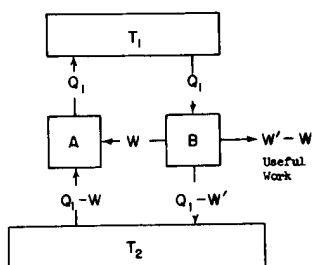 T₁
Q₁ Q₁
A W B W'-W
Useful
Work
Q₁-W Q₁-W'
T₂